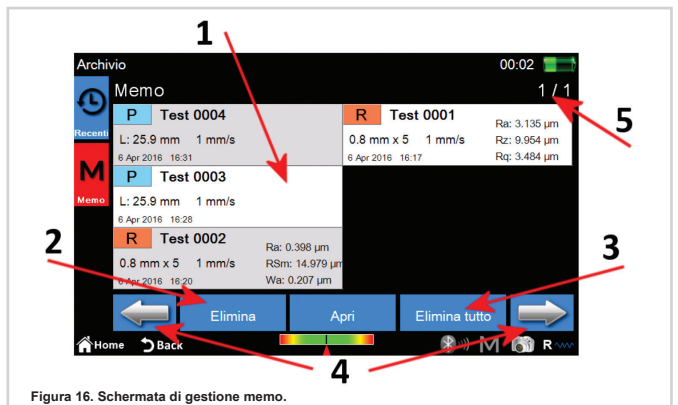 1
Archivio 00:02
Memo 1 / 1
5
Recenti
P Test 0004
L: 25.9 mm 1 mm/s
6 Apr 2016 16:31
R Test 0001
Ra: 3.135 µm
0.8 mm x 5 1 mm/s Rz: 9.954 µm
6 Apr 2016 16:17 Rq: 3.484 µm
M
Memo
P Test 0003
L: 25.9 mm 1 mm/s
6 Apr 2016 16:28
2
R Test 0002
Ra: 0.398 µm
0.8 mm x 5 1 mm/s RSm: 14.979 µm
6 Apr 2016 16:20 Wa: 0.207 µm
3
Elimina Apri Elimina tutto
Home Back M R
4
Figura 16. Schermata di gestione memo.